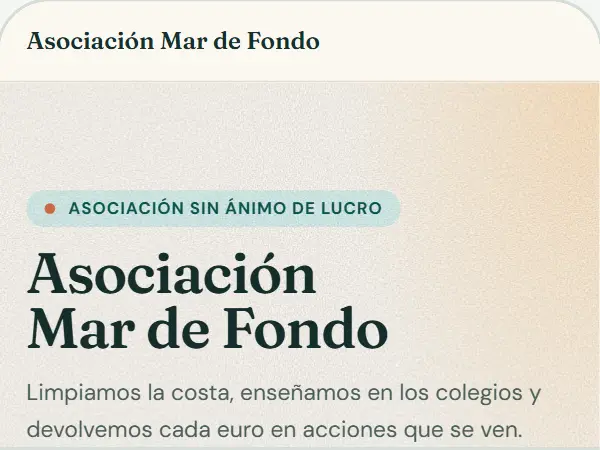 Asociación Mar de Fondo
ASOCIACIÓN SIN ÁNIMO DE LUCRO
Asociación
Mar de Fondo
Limpiamos la costa, enseñamos en los colegios y
devolvemos cada euro en acciones que se ven.